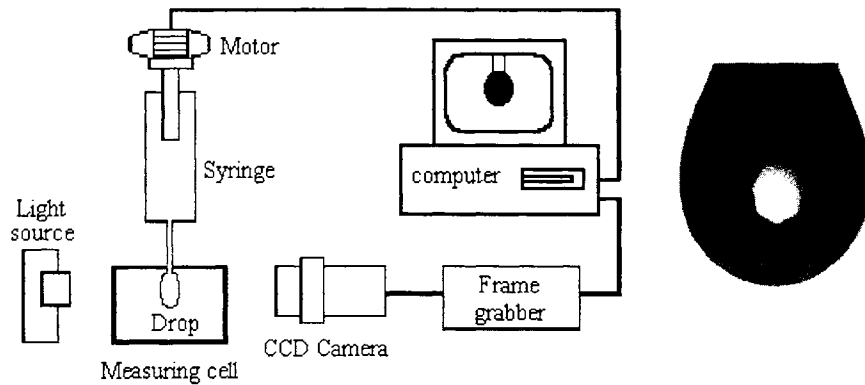 Motor
Syringe
computer
Light
source
Drop
Measuring cell
CCD Camera
Frame
grabber